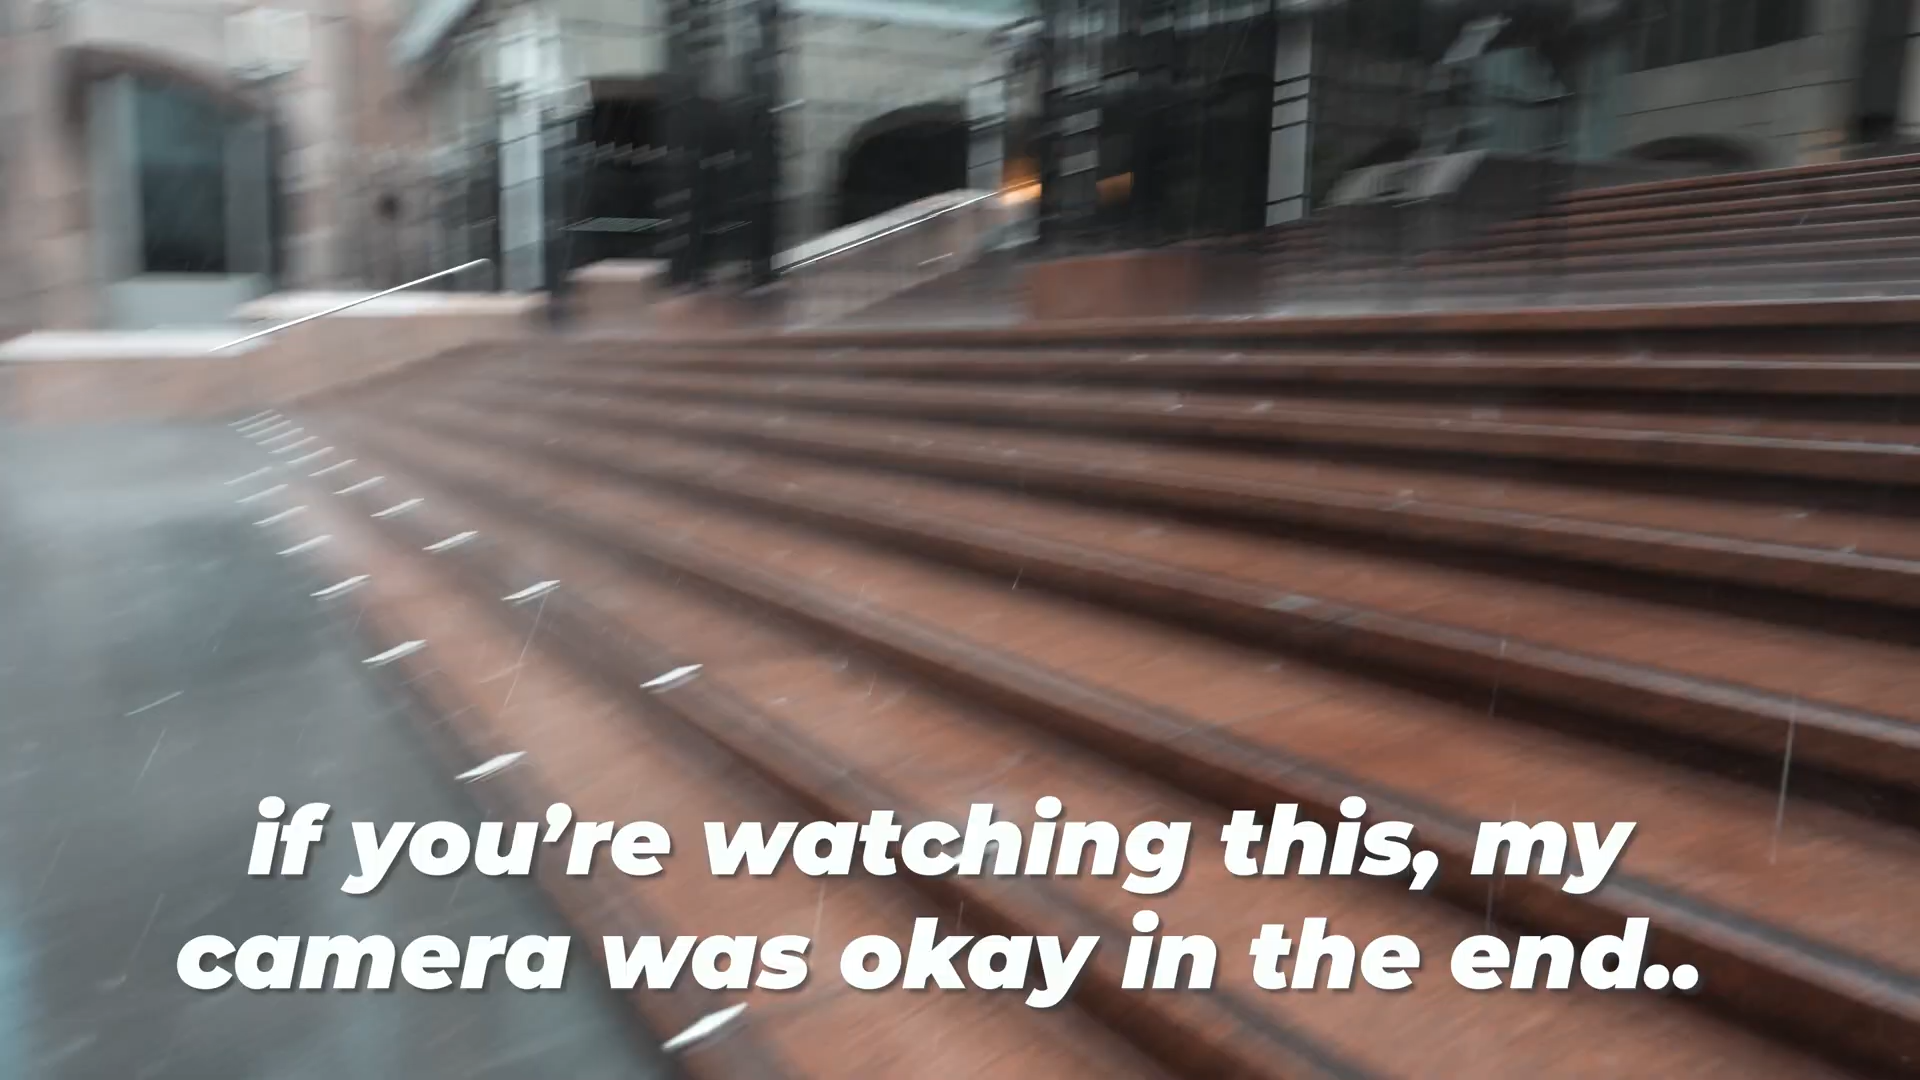 if you’re watching this, my
camera was okay in the end..